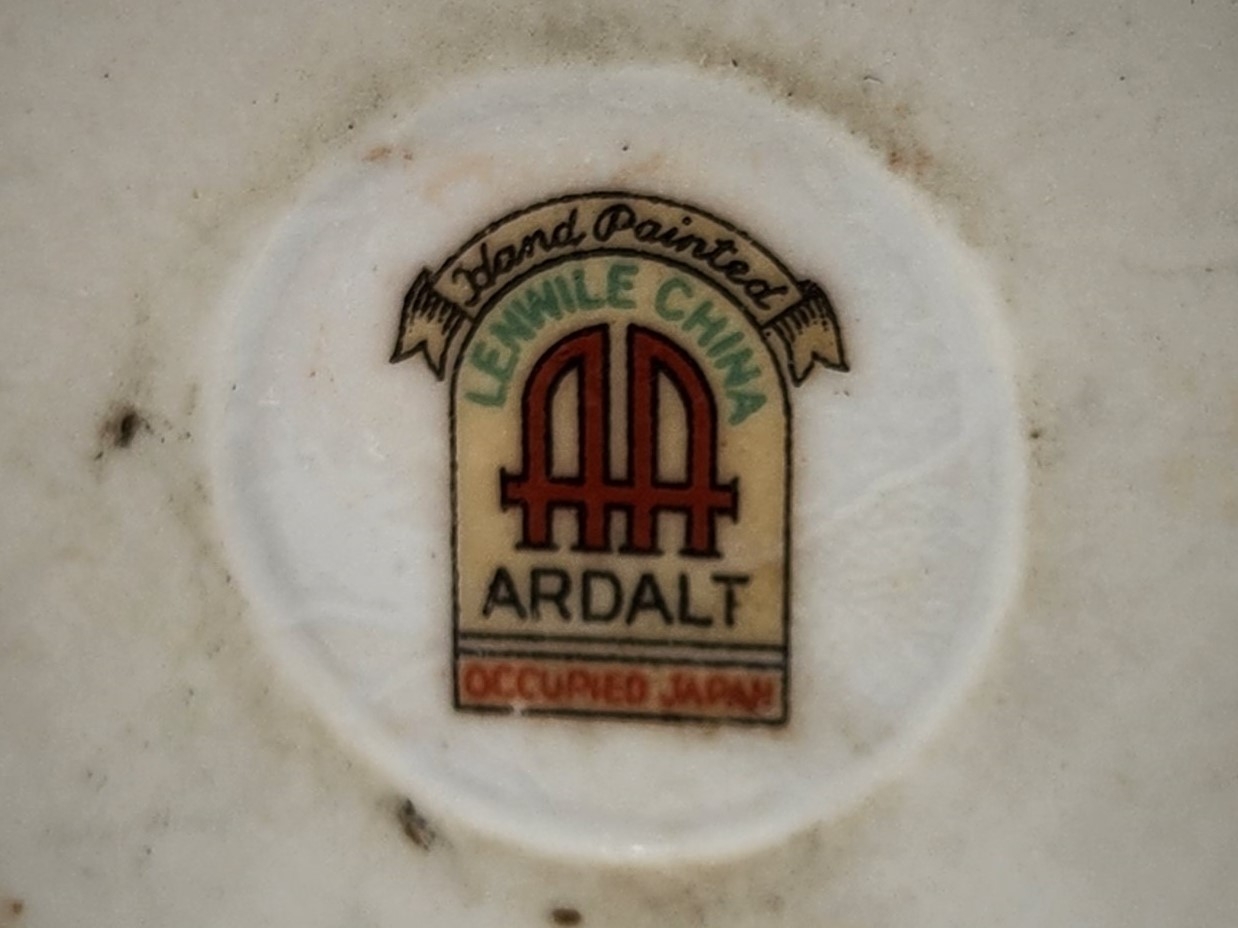 Hand Painted
LENWILE CHINA
AA
ARDALT
OCCUPIED JAPAN